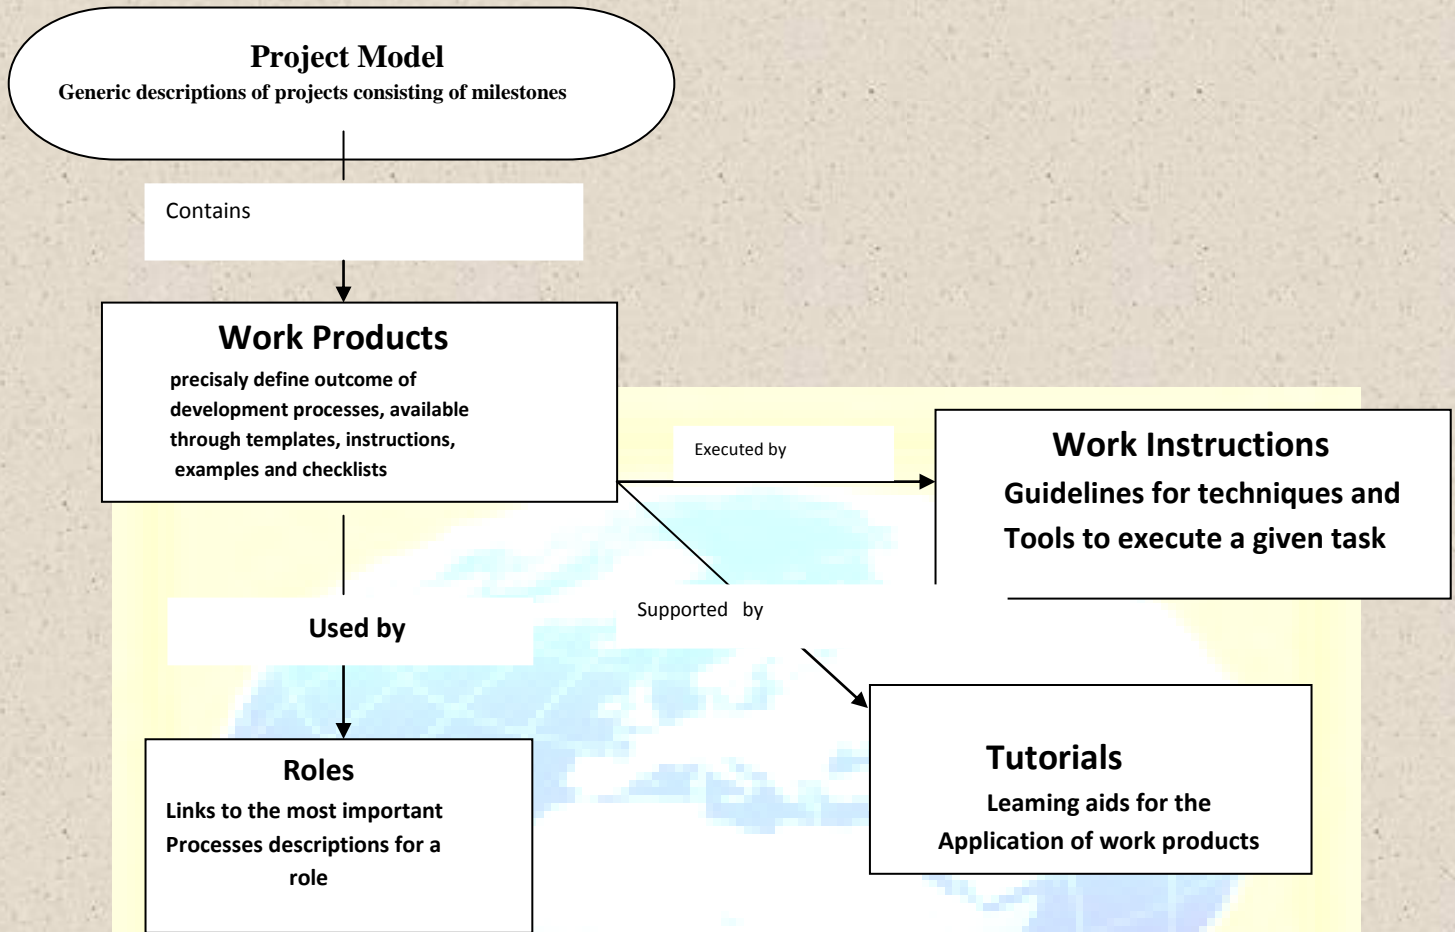 Project Model
Generic descriptions of projects consisting of milestones
Contains
Work Products
precisaly define outcome of
development processes, available
through templates, instructions,
examples and checklists
Executed by
Work Instructions
Guidelines for techniques and
Tools to execute a given task
Used by
Supported by
Roles
Links to the most important
Processes descriptions for a
role
Tutorials
Leaming aids for the
Application of work products